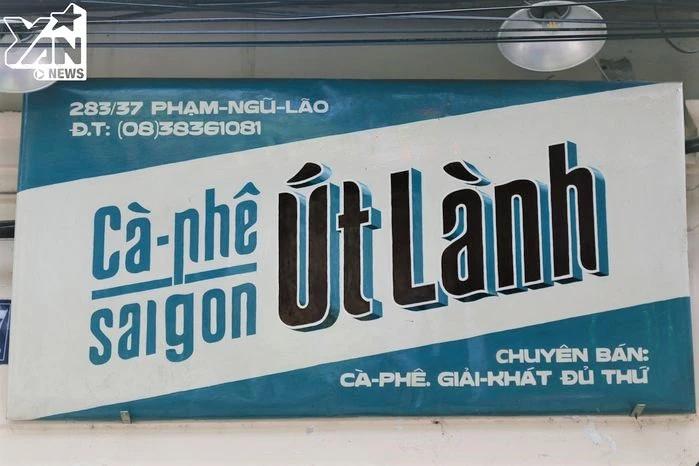 YAN
NEWS
283/37 PHẠM-NGŨ-LÃO
Đ.T: (08)38361081
Cà-phê
saigon
Út Lành
CHUYÊN BÁN:
CÀ-PHÊ. GIẢI-KHÁT ĐỦ THỨ
7